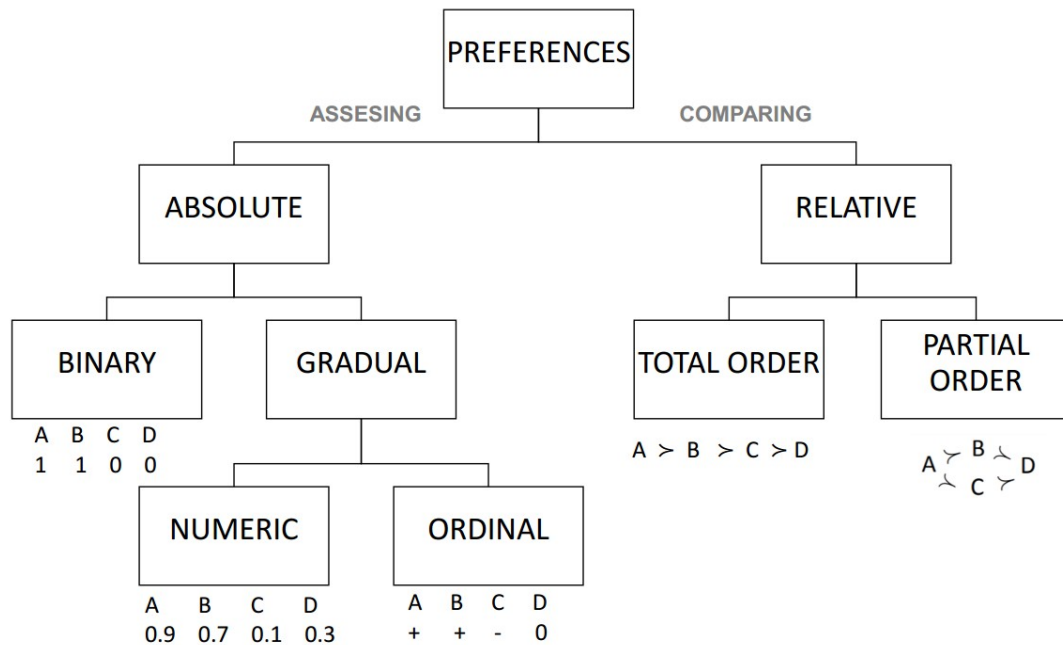 PREFERENCES
ASSESING COMPARING
ABSOLUTE RELATIVE
BINARY GRADUAL TOTAL ORDER PARTIAL
ORDER
A B C D
1 1 0 0
A ≻ B ≻ C ≻ D
A ≻ B ≻ D
≻ C ≻
NUMERIC ORDINAL
A B C D A B C D
0.9 0.7 0.1 0.3 + + - 0